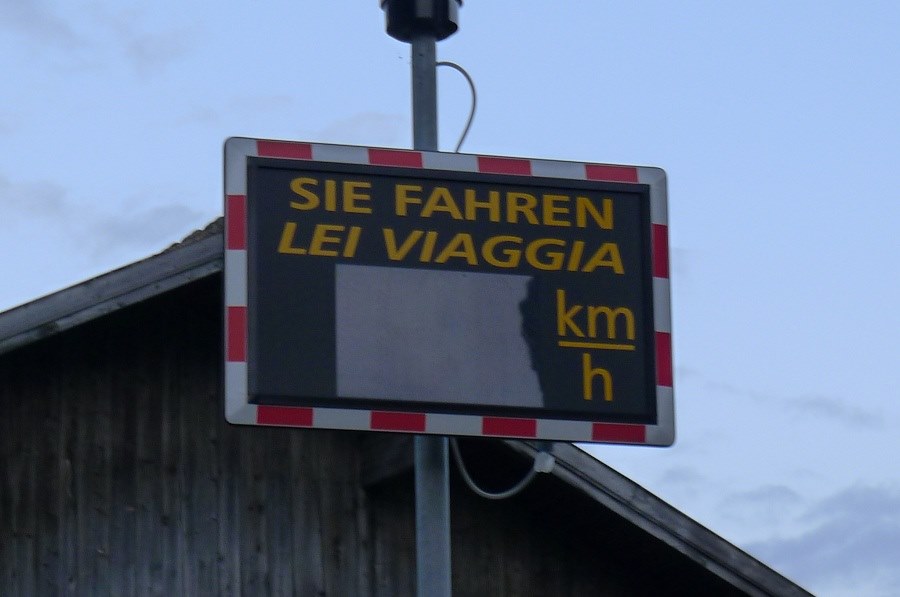 SIE FAHREN
LEI VIAGGIA
km
h